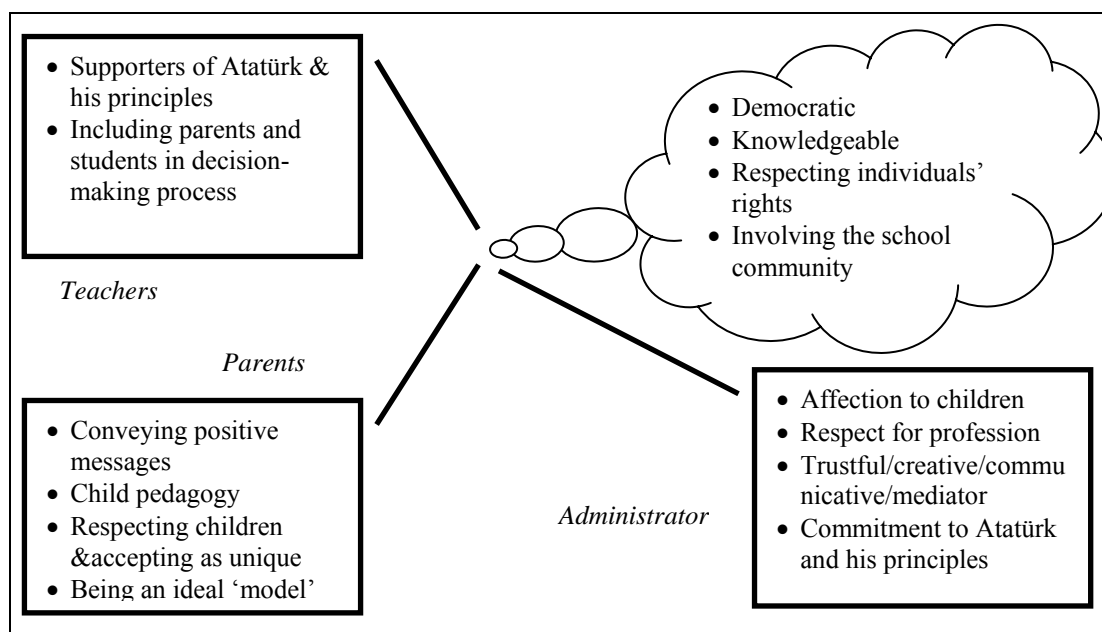 • Supporters of Atatürk &
his principles
• Including parents and
students in decision-
making process
Teachers
• Democratic
• Knowledgeable
• Respecting individuals’
rights
• Involving the school
community
Parents
• Conveying positive
messages
• Child pedagogy
• Respecting children
&accepting as unique
• Being an ideal ‘model’
Administrator
• Affection to children
• Respect for profession
• Trustful/creative/commu
nicative/mediator
• Commitment to Atatürk
and his principles